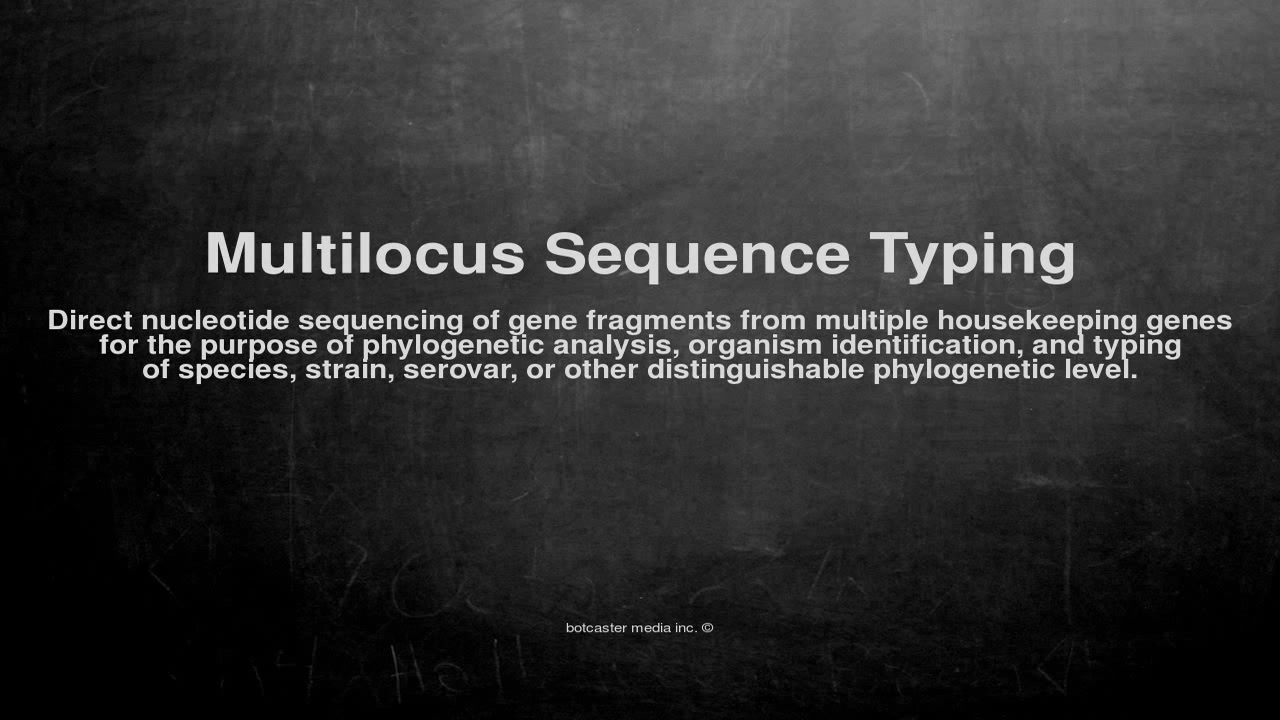 Multilocus Sequence Typing
Direct nucleotide sequencing of gene fragments from multiple housekeeping genes
for the purpose of phylogenetic analysis, organism identification, and typing
of species, strain, serovar, or other distinguishable phylogenetic level.
botcaster media inc. ©